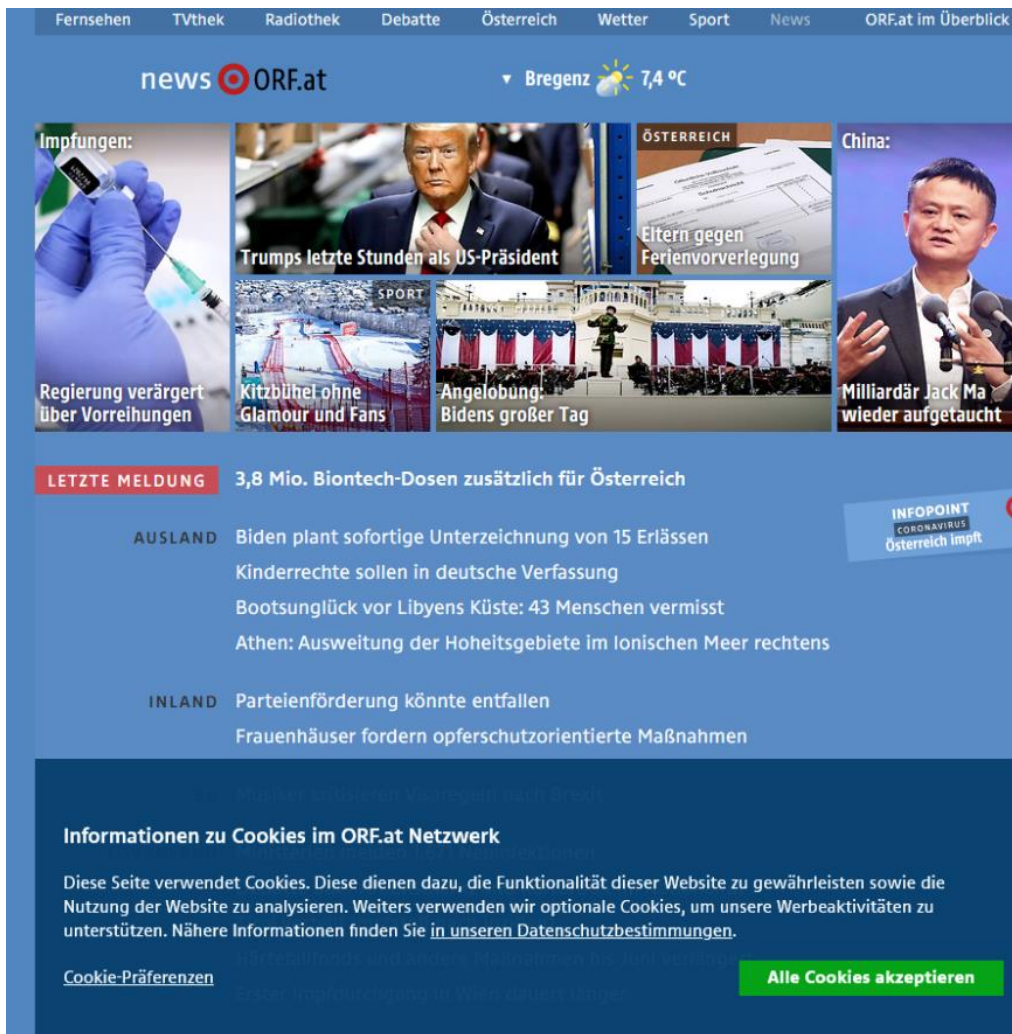 Fernsehen TVthek Radiothek Debatte Österreich Wetter Sport News ORF.at im Überblick
news ORF.at
▼ Bregenz 7,4 ºC
Impfungen:
Regierung verärgert
über Vorreihungen
Trumps letzte Stunden als US-Präsident
ÖSTERREICH
Eltern gegen
Ferienvorverlegung
China:
Milliardär Jack Ma
wieder aufgetaucht
SPORT
Kitzbühel ohne
Glamour und Fans
Angelobung:
Bidens großer Tag
LETZTE MELDUNG 3,8 Mio. Biontech-Dosen zusätzlich für Österreich
INFOPOINT
CORONAVIRUS
Österreich impft
AUSLAND Biden plant sofortige Unterzeichnung von 15 Erlässen
Kinderrechte sollen in deutsche Verfassung
Bootsunglück vor Libyens Küste: 43 Menschen vermisst
Athen: Ausweitung der Hoheitsgebiete im Ionischen Meer rechtens
INLAND Parteienförderung könnte entfallen
Frauenhäuser fordern opferschutzorientierte Maßnahmen
Informationen zu Cookies im ORF.at Netzwerk
Diese Seite verwendet Cookies. Diese dienen dazu, die Funktionalität dieser Website zu gewährleisten sowie die
Nutzung der Website zu analysieren. Weiters verwenden wir optionale Cookies, um unsere Werbeaktivitäten zu
unterstützen. Nähere Informationen finden Sie in unseren Datenschutzbestimmungen.
Cookie-Präferenzen
Alle Cookies akzeptieren